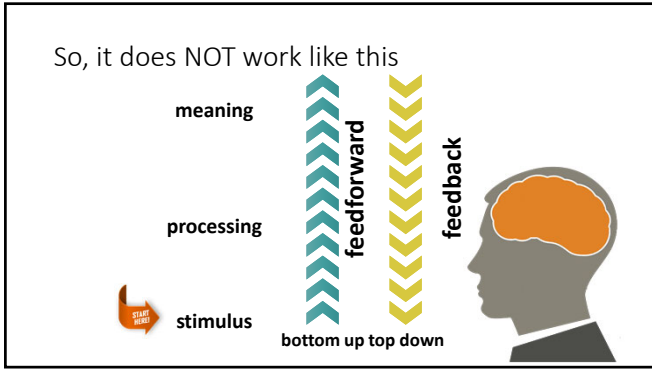 So, it does NOT work like this
meaning
feedforward
feedback
processing
START
HERE!
stimulus
bottom up top down